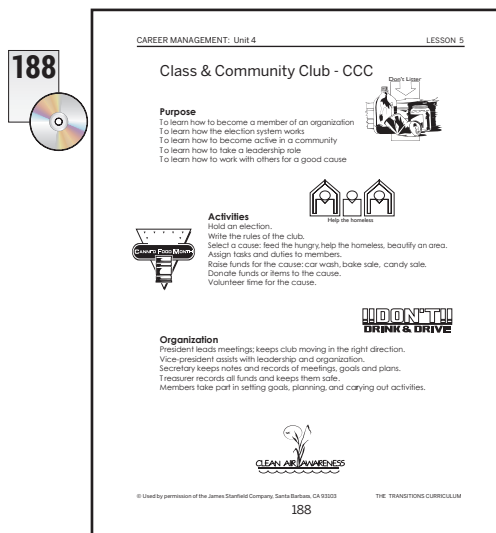 188
CAREER MANAGEMENT: Unit 4 LESSON 5
Class & Community Club - CCC
Don't Litter
Purpose
To learn how to become a member of an organization
To learn how the election system works
To learn how to become active in a community
To learn how to take a leadership role
To learn how to work with others for a good cause
Help the homeless
Activities
Hold an election.
Write the rules of the club.
Select a cause: feed the hungry, help the homeless, beautify an area.
Assign tasks and duties to members.
Raise funds for the cause: car wash, bake sale, candy sale.
Donate funds or items to the cause.
Volunteer time for the cause.
CANNED FOOD MONTH
!!DON'T!!
DRINK & DRIVE
Organization
President leads meetings; keeps club moving in the right direction.
Vice-president assists with leadership and organization.
Secretary keeps notes and records of meetings, goals and plans.
Treasurer records all funds and keeps them safe.
Members take part in setting goals, planning, and carrying out activities.
CLEAN AIR AWARENESS
© Used by permission of the James Stanfield Company, Santa Barbara, CA 93103 THE TRANSITIONS CURRICULUM
188